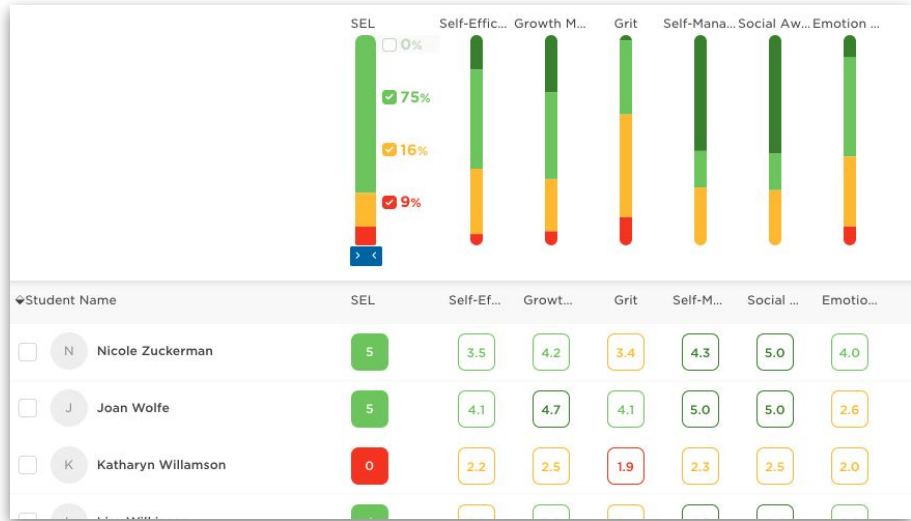 SEL Self-Effic... Growth M... Grit Self-Mana... Social Aw... Emotion ...
0%
75%
16%
9%
Student Name SEL Self-Ef... Growt... Grit Self-M... Social ... Emotio...
N Nicole Zuckerman 5 3.5 4.2 3.4 4.3 5.0 4.0
J Joan Wolfe 5 4.1 4.7 4.1 5.0 5.0 2.6
K Katharyn Willamson 0 2.2 2.5 1.9 2.3 2.5 2.0